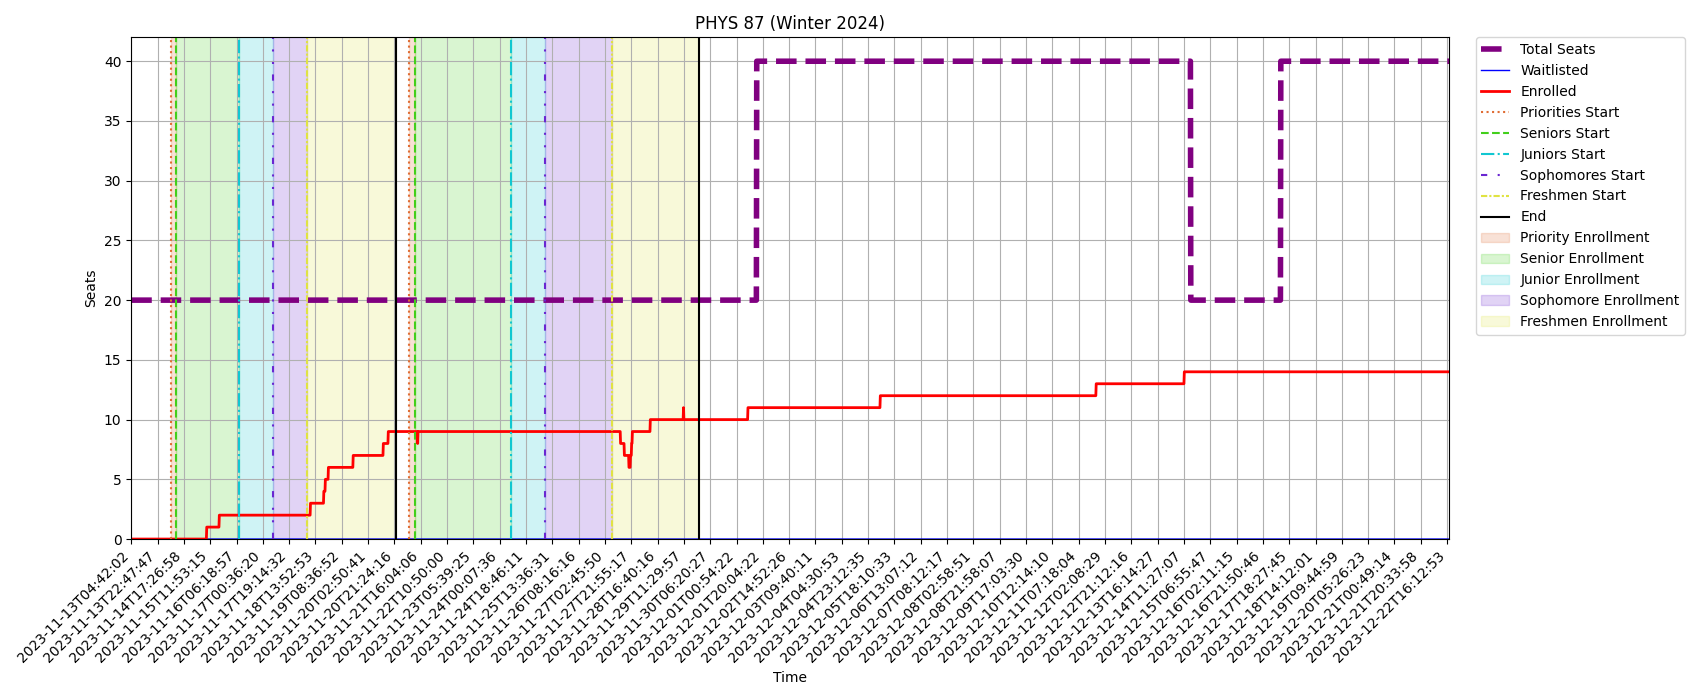 PHYS 87 (Winter 2024)
Seats
40
35
30
25
20
15
10
5
0
2023-11-13T04:42:02
2023-11-13T22:47:47
2023-11-14T17:26:58
2023-11-15T11:53:15
2023-11-16T06:18:57
2023-11-17T00:36:20
2023-11-17T19:14:32
2023-11-18T13:52:53
2023-11-19T08:36:52
2023-11-20T02:50:41
2023-11-20T21:24:16
2023-11-21T16:04:06
2023-11-22T10:50:00
2023-11-23T05:39:25
2023-11-24T00:07:36
2023-11-24T18:46:11
2023-11-25T13:36:31
2023-11-26T08:16:16
2023-11-27T02:45:50
2023-11-27T21:55:17
2023-11-28T16:40:16
2023-11-29T11:29:57
2023-11-30T06:20:27
2023-12-01T00:54:22
2023-12-01T20:04:22
2023-12-02T14:52:26
2023-12-03T09:40:11
2023-12-04T04:30:53
2023-12-04T23:12:35
2023-12-05T18:10:33
2023-12-06T13:07:12
2023-12-07T08:12:17
2023-12-08T02:58:51
2023-12-08T21:58:07
2023-12-09T17:03:30
2023-12-10T12:14:10
2023-12-11T07:18:04
2023-12-12T02:08:29
2023-12-12T21:12:16
2023-12-13T16:14:27
2023-12-14T11:27:07
2023-12-15T06:55:47
2023-12-16T02:11:15
2023-12-16T21:50:46
2023-12-17T18:27:45
2023-12-18T14:12:01
2023-12-19T09:44:59
2023-12-20T05:26:23
2023-12-21T00:49:14
2023-12-21T20:33:58
2023-12-22T16:12:53
Time
Total Seats
Waitlisted
Enrolled
Priorities Start
Seniors Start
Juniors Start
Sophomores Start
Freshmen Start
End
Priority Enrollment
Senior Enrollment
Junior Enrollment
Sophomore Enrollment
Freshmen Enrollment